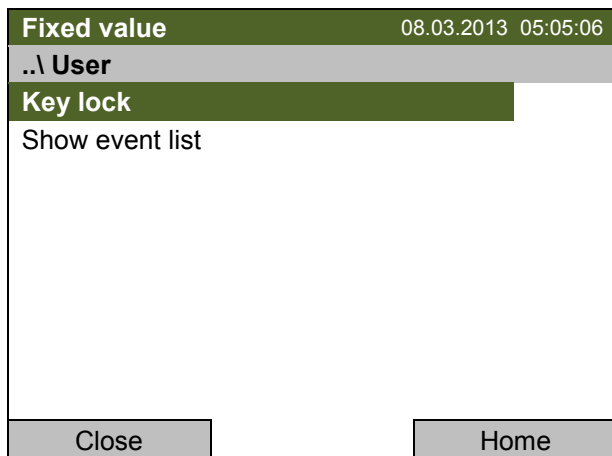 Fixed value 08.03.2013 05:05:06
..\ User
Key lock
Show event list
Close Home